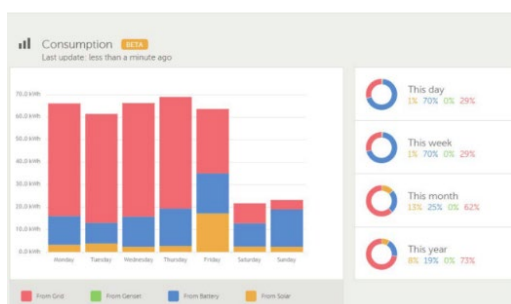 Consumption BETA
Last update: less than a minute ago
70.0 kWh
60.0 kWh
50.0 kWh
40.0 kWh
30.0 kWh
20.0 kWh
10.0 kWh
0.0 kWh
Monday Tuesday Wednesday Thursday Friday Saturday Sunday
From Grid From Genset From Battery From Solar
This day
1% 70% 0% 29%
This week
1% 70% 0% 29%
This month
13% 25% 0% 62%
This year
8% 19% 0% 73%